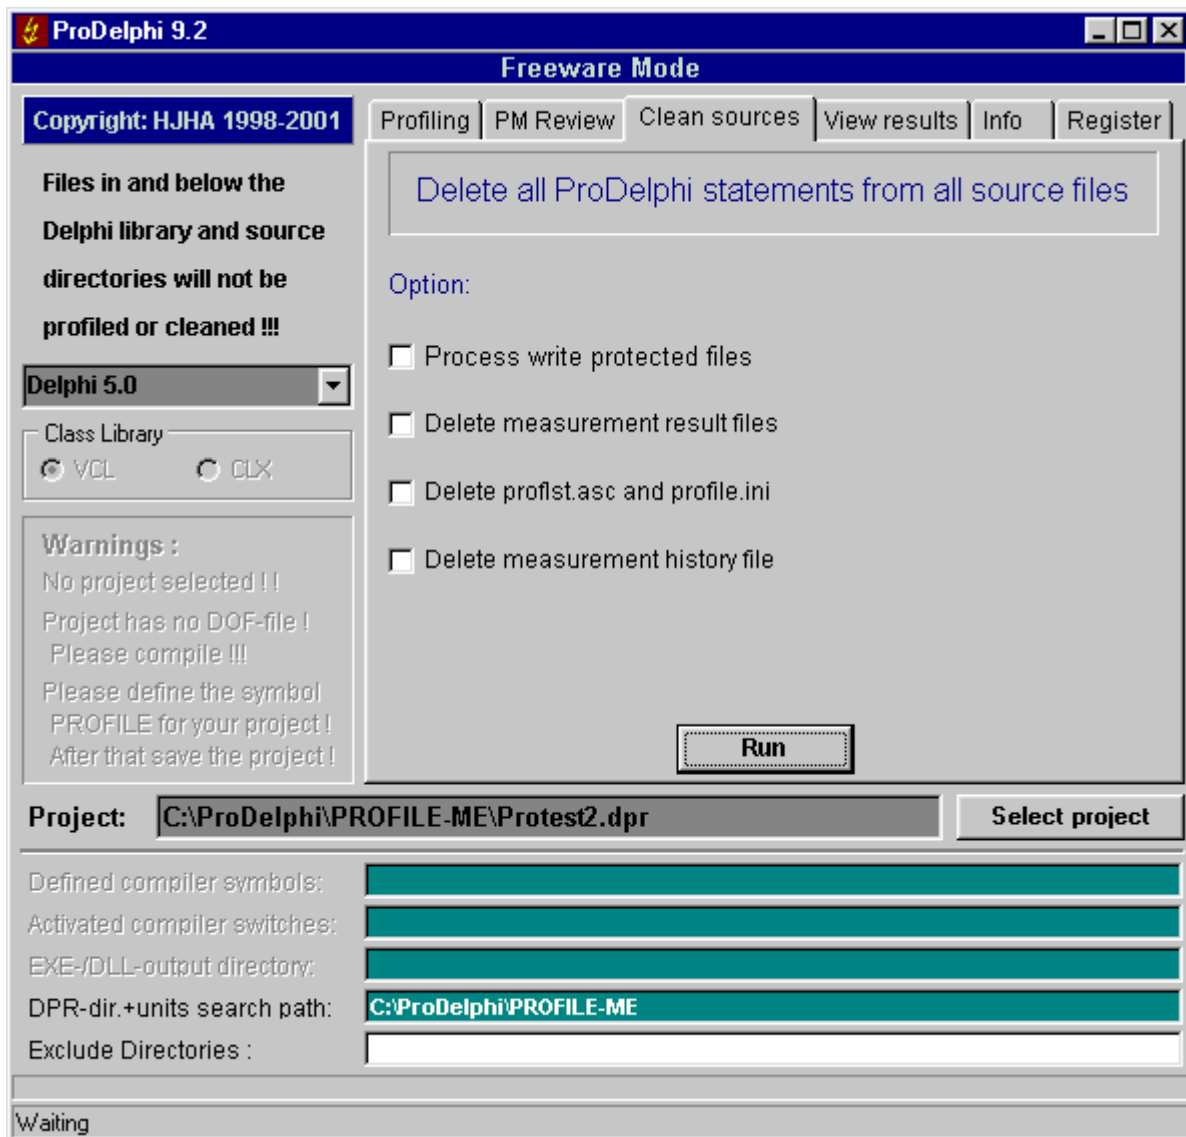 ProDelphi 9.2
Freeware Mode
Copyright: HJHA 1998-2001
Profiling
PM Review
Clean sources
View results
Info
Register
Files in and below the
Delphi library and source
directories will not be
profiled or cleaned !!!
Delphi 5.0
Class Library
VCL
CLX
Warnings :
No project selected ! !
Project has no DOF-file !
Please compile !!!
Please define the symbol
PROFILE for your project !
After that save the project !
Delete all ProDelphi statements from all source files
Option:
Process write protected files
Delete measurement result files
Delete proflst.asc and profile.ini
Delete measurement history file
Run
Project:
C:\ProDelphi\PROFILE-ME\Protest2.dpr
Select project
Defined compiler symbols:
Activated compiler switches:
EXE-/DLL-output directory:
DPR-dir.+units search path:
C:\ProDelphi\PROFILE-ME
Exclude Directories :
Waiting